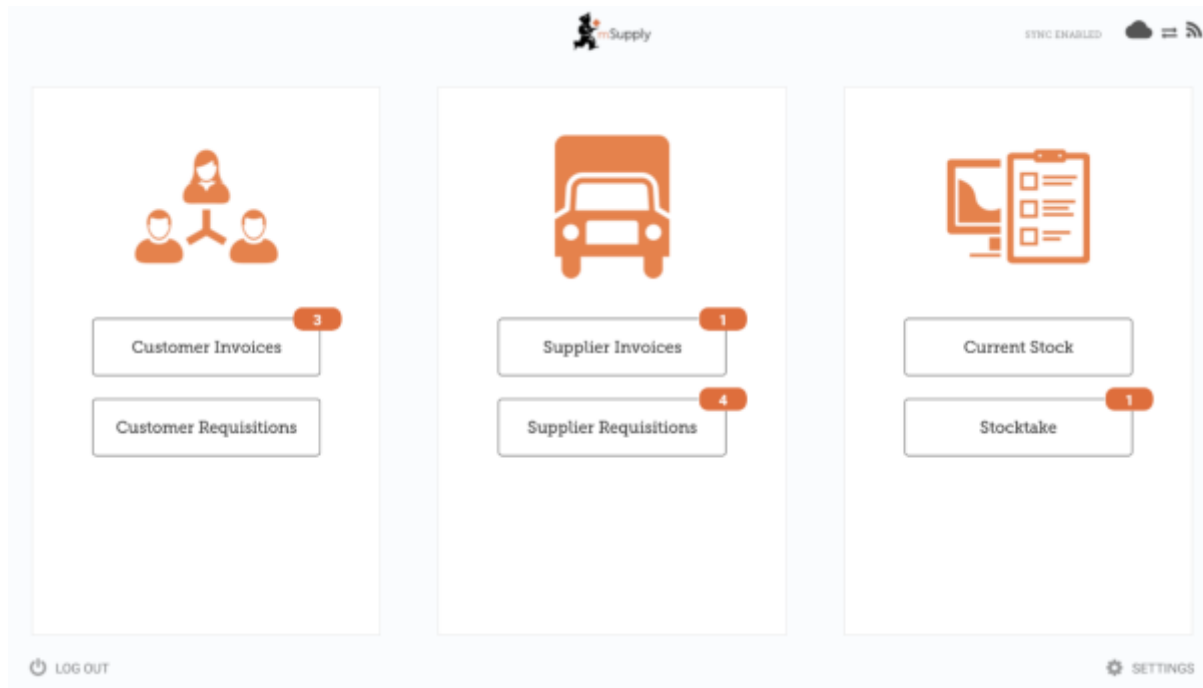 mSupply
SYNC ENABLED
3
Customer Invoices
Customer Requisitions
1
Supplier Invoices
4
Supplier Requisitions
Current Stock
1
Stocktake
LOG OUT
SETTINGS